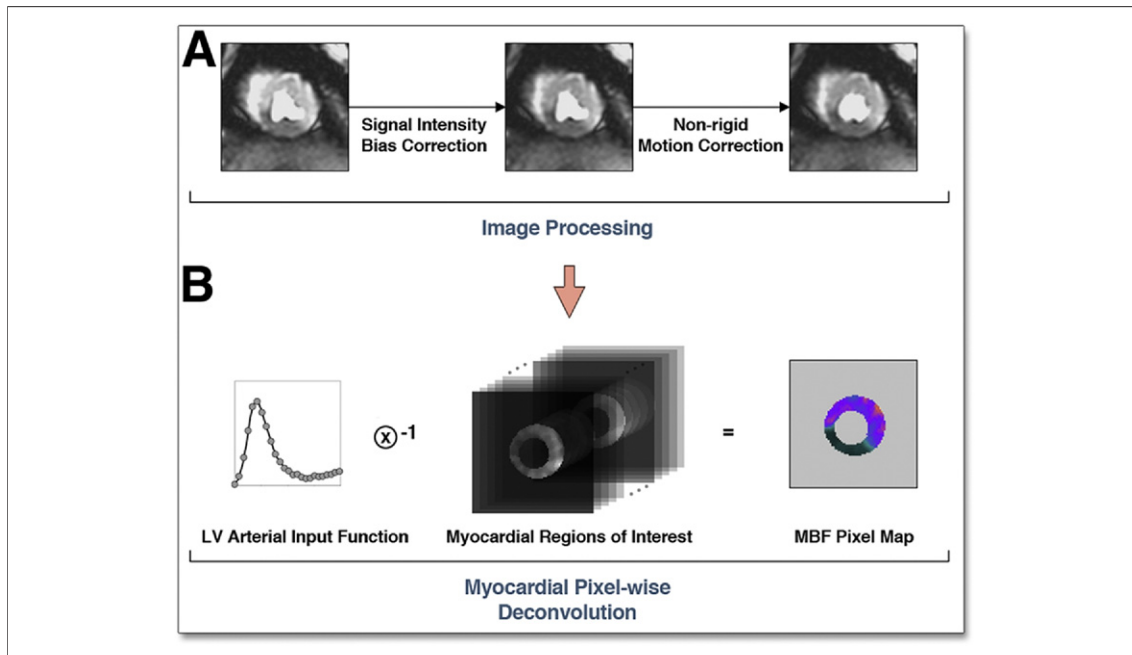 A
Signal Intensity
Bias Correction
Non-rigid
Motion Correction
Image Processing
B
ⓧ-1
=
LV Arterial Input Function
Myocardial Regions of Interest
MBF Pixel Map
Myocardial Pixel-wise
Deconvolution